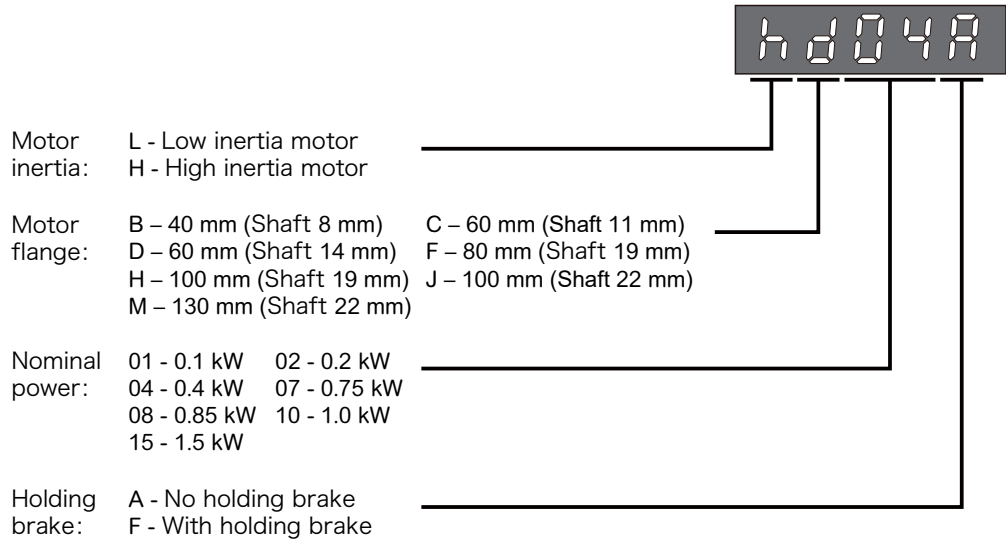 hd04A
Motor inertia: L - Low inertia motor
H - High inertia motor
Motor flange: B – 40 mm (Shaft 8 mm) C – 60 mm (Shaft 11 mm)
D – 60 mm (Shaft 14 mm) F – 80 mm (Shaft 19 mm)
H – 100 mm (Shaft 19 mm) J – 100 mm (Shaft 22 mm)
M – 130 mm (Shaft 22 mm)
Nominal power: 01 - 0.1 kW 02 - 0.2 kW
04 - 0.4 kW 07 - 0.75 kW
08 - 0.85 kW 10 - 1.0 kW
15 - 1.5 kW
Holding brake: A - No holding brake
F - With holding brake